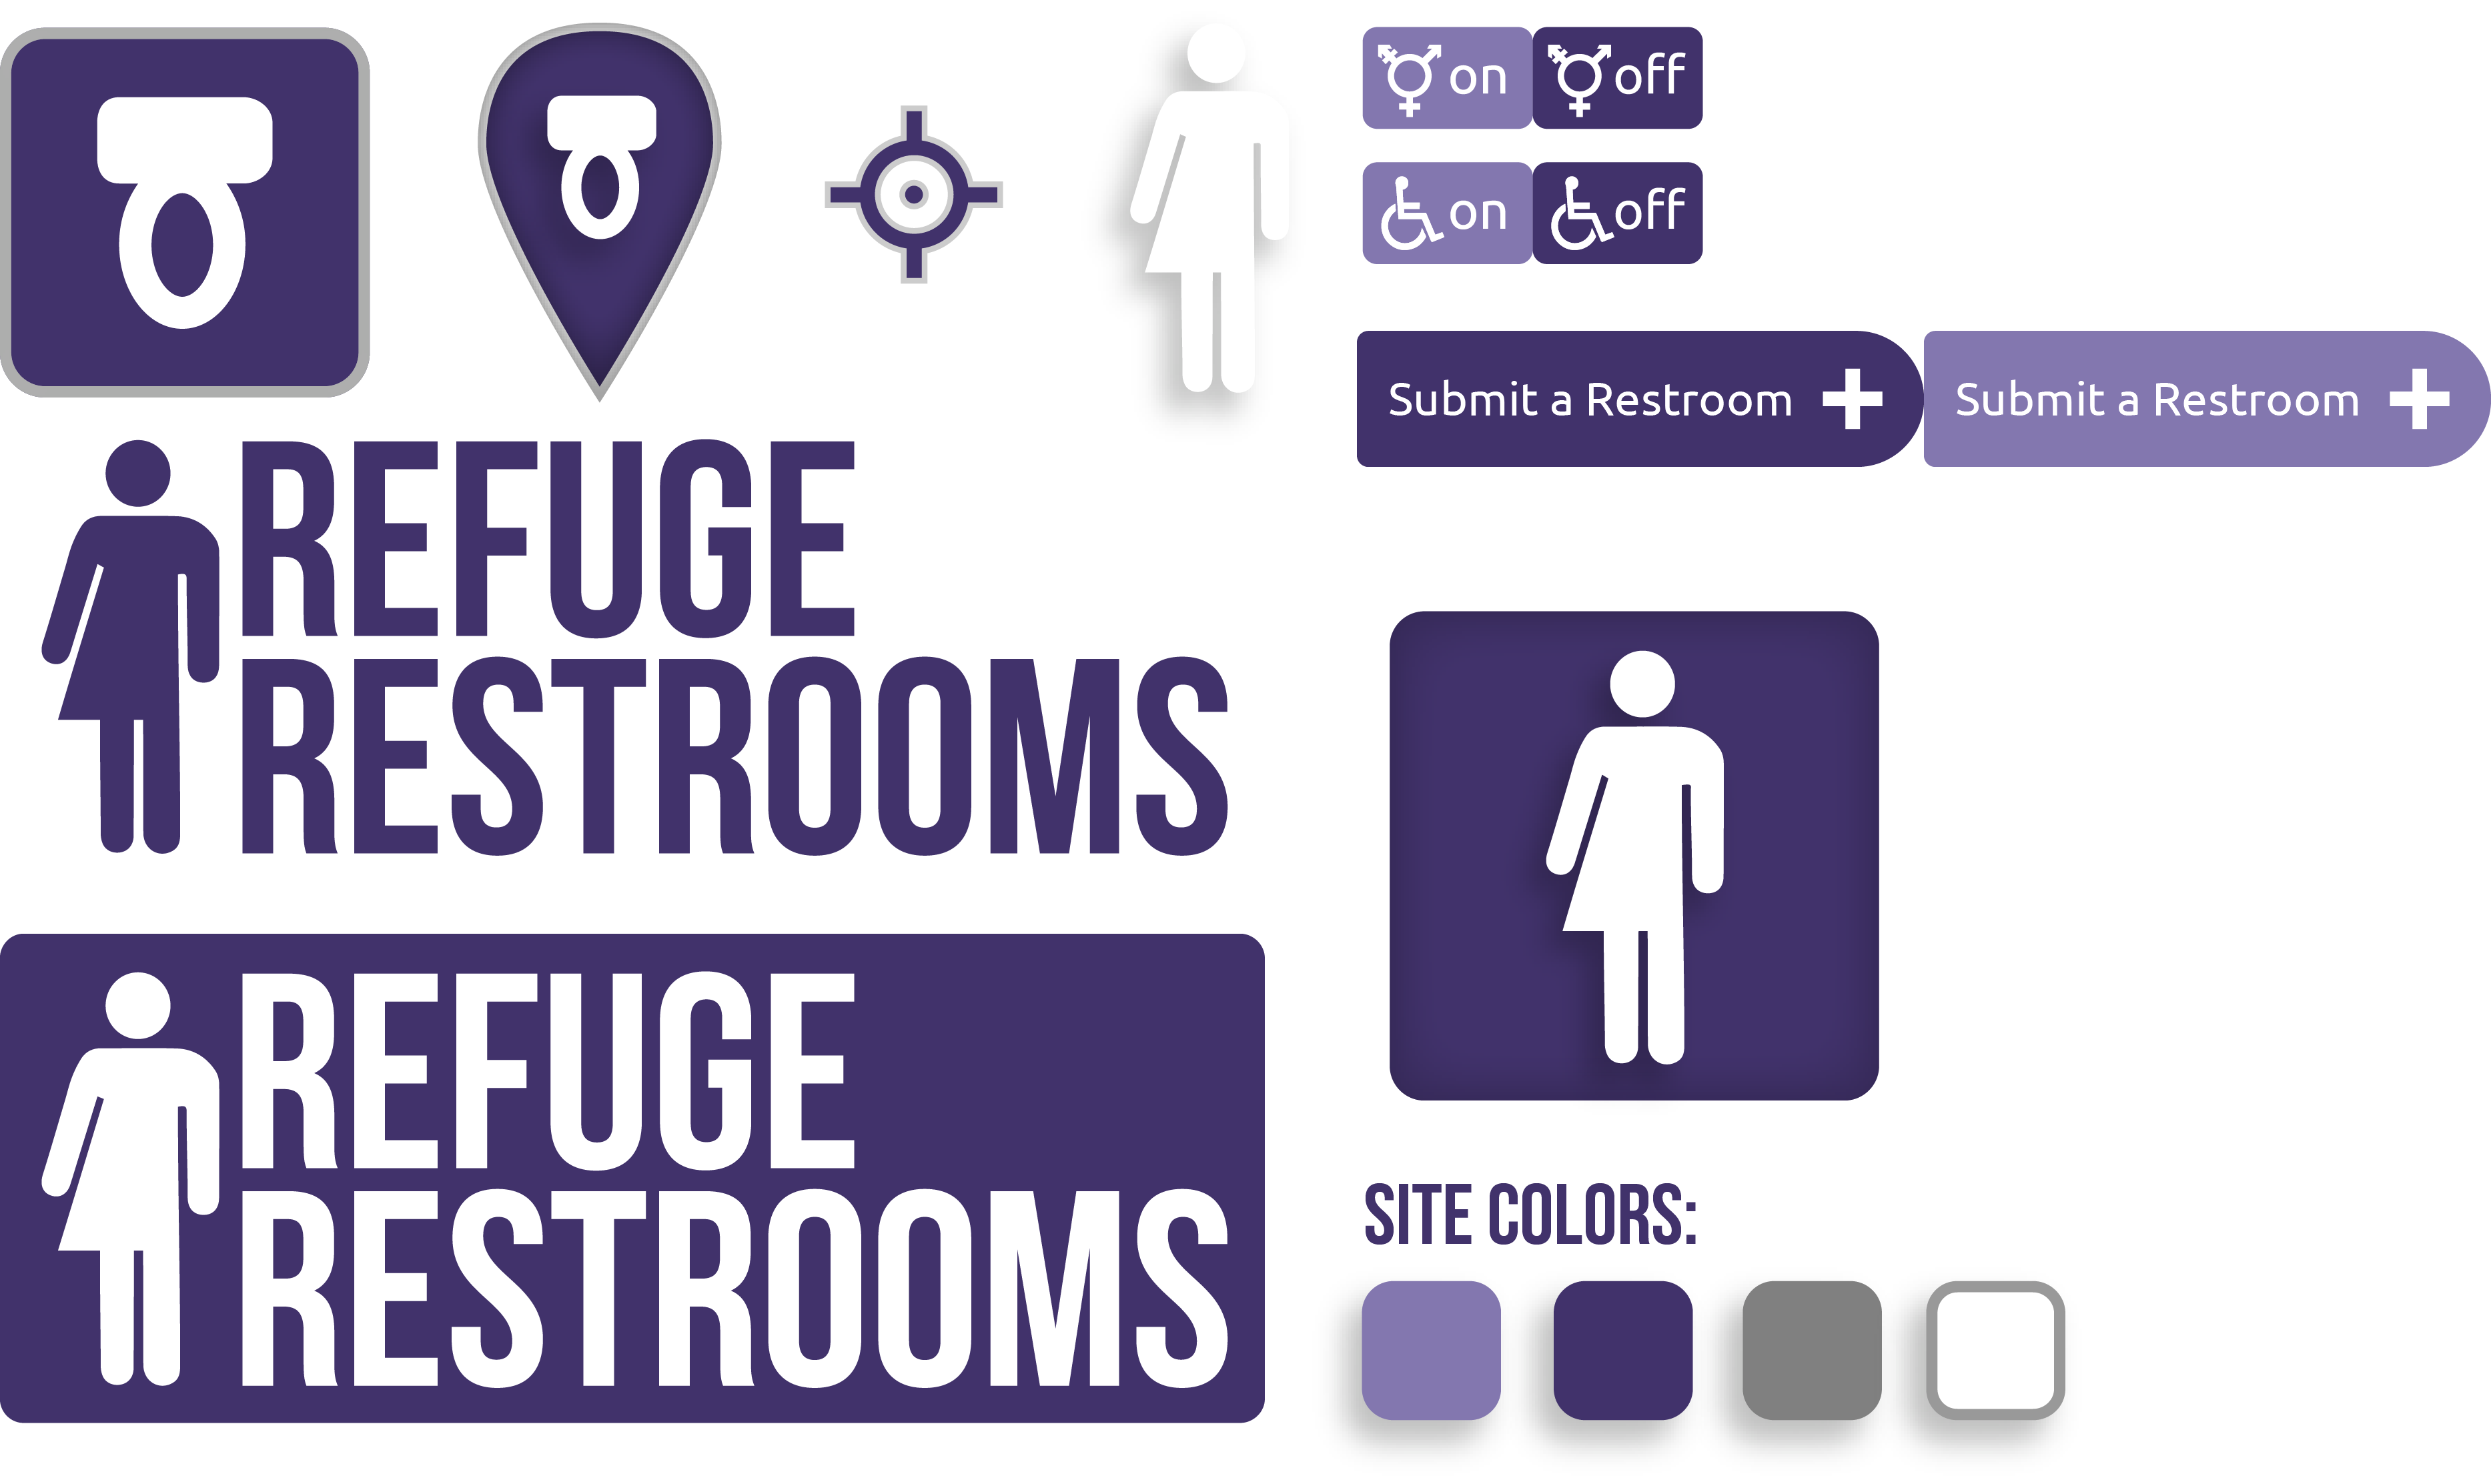 on off
on off
Submit a Restroom Submit a Restroom
REFUGE
RESTROOMS
REFUGE
RESTROOMS
SITE COLORS: